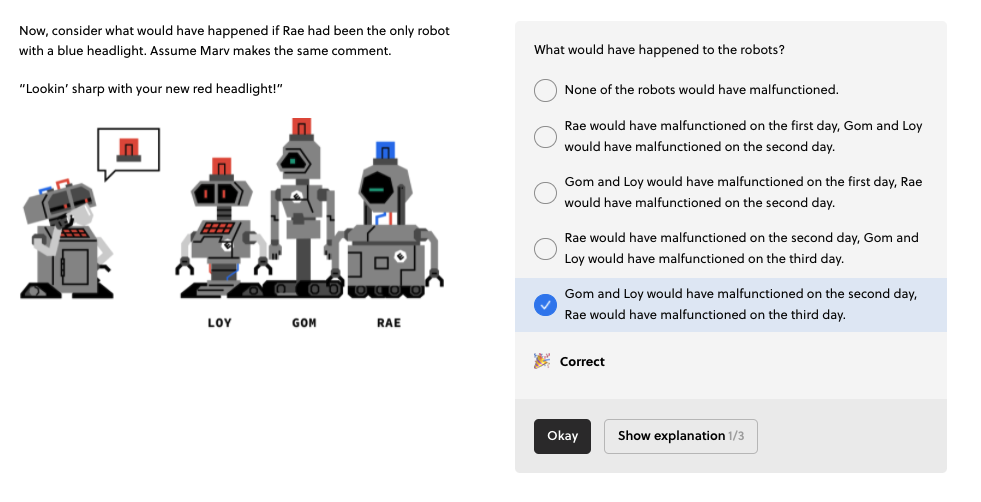 Now, consider what would have happened if Rae had been the only robot
with a blue headlight. Assume Marv makes the same comment.
“Lookin’ sharp with your new red headlight!”
LOY GOM RAE
What would have happened to the robots?
None of the robots would have malfunctioned.
Rae would have malfunctioned on the first day, Gom and Loy
would have malfunctioned on the second day.
Gom and Loy would have malfunctioned on the first day, Rae
would have malfunctioned on the second day.
Rae would have malfunctioned on the second day, Gom and
Loy would have malfunctioned on the third day.
Gom and Loy would have malfunctioned on the second day,
Rae would have malfunctioned on the third day.
Correct
Okay
Show explanation 1/3